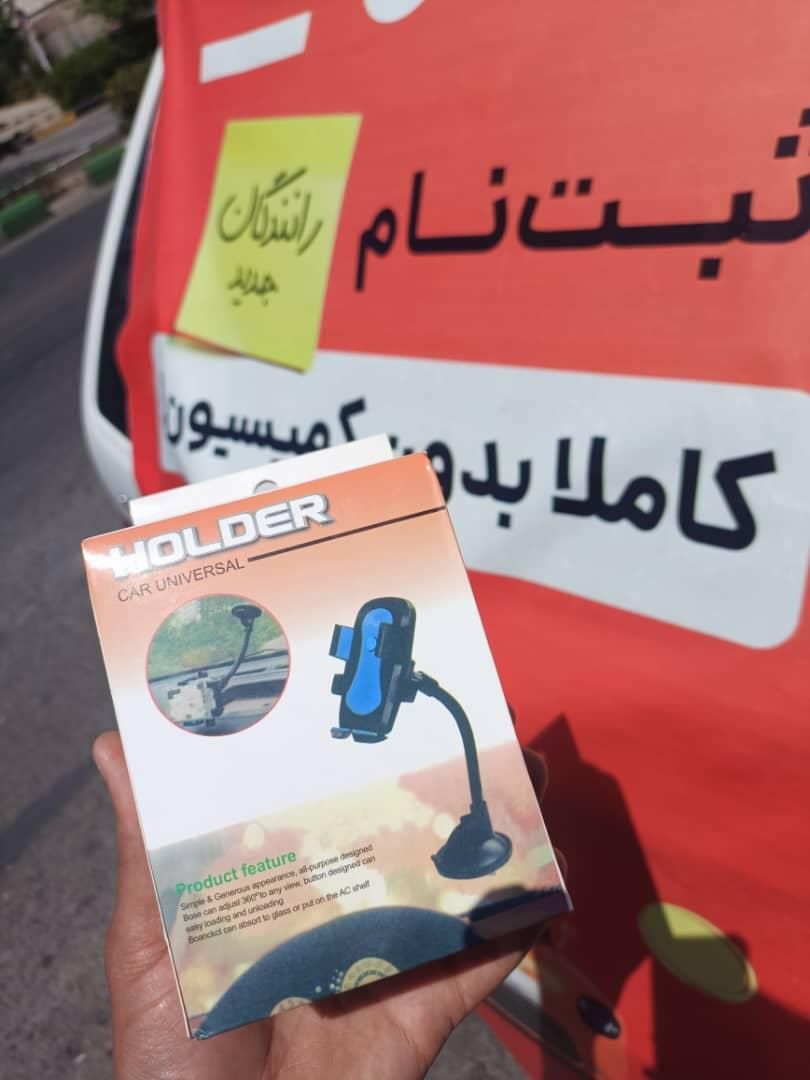 رانندگان
جدید
ثبت‌نام
کاملا بدون کمیسیون
HOLDER
CAR UNIVERSAL
Product feature
Simple & Generous appearance, all-purpose designed
Bose can adjust 360°to any view, button designed can
easy loading and unloading
Boanckct can absort to glass or put on the AC shelf